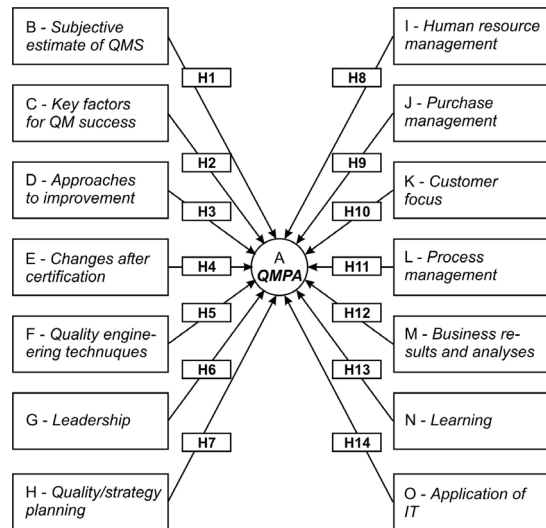 B - Subjective
estimate of QMS
C - Key factors
for QM success
D - Approaches
to improvement
E - Changes after
certification
F - Quality engine-
ering technuques
G - Leadership
H - Quality/strategy
planning
H1
H2
H3
H4
H5
H6
H7
A
QMPA
H8
H9
H10
H11
H12
H13
H14
I - Human resource
management
J - Purchase
management
K - Customer
focus
L - Process
management
M - Business re-
sults and analyses
N - Learning
O - Application of
IT